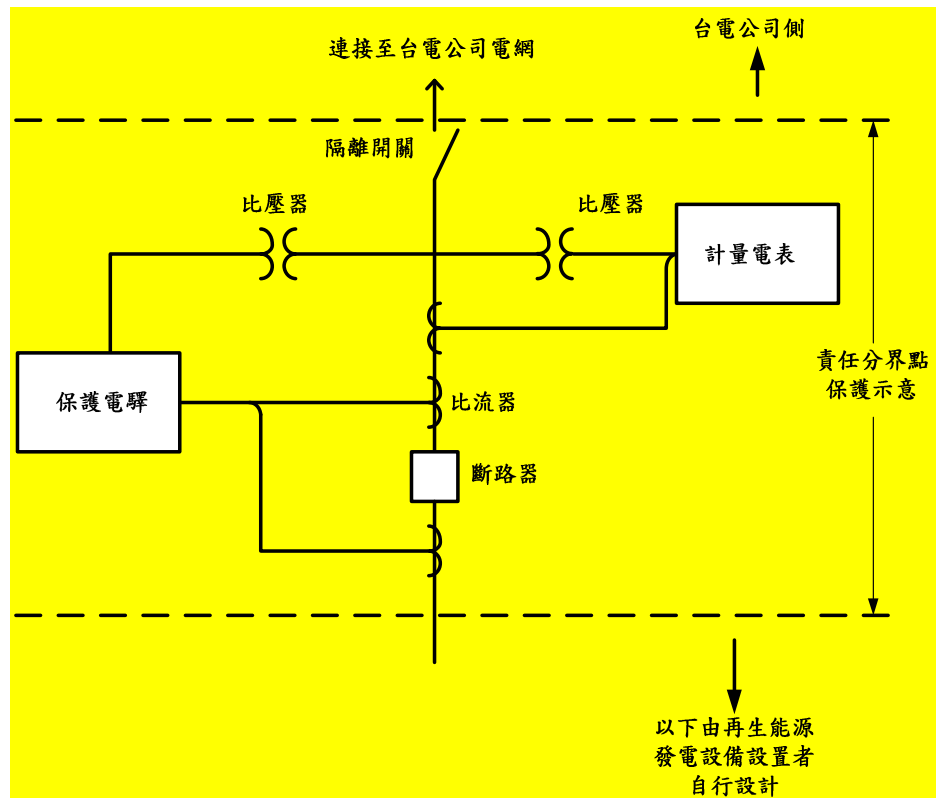 台電公司側
連接至台電公司電網
隔離開關
比壓器
比壓器
計量電表
責任分界點
保護示意
保護電驛
比流器
斷路器
以下由再生能源
發電設備設置者
自行設計